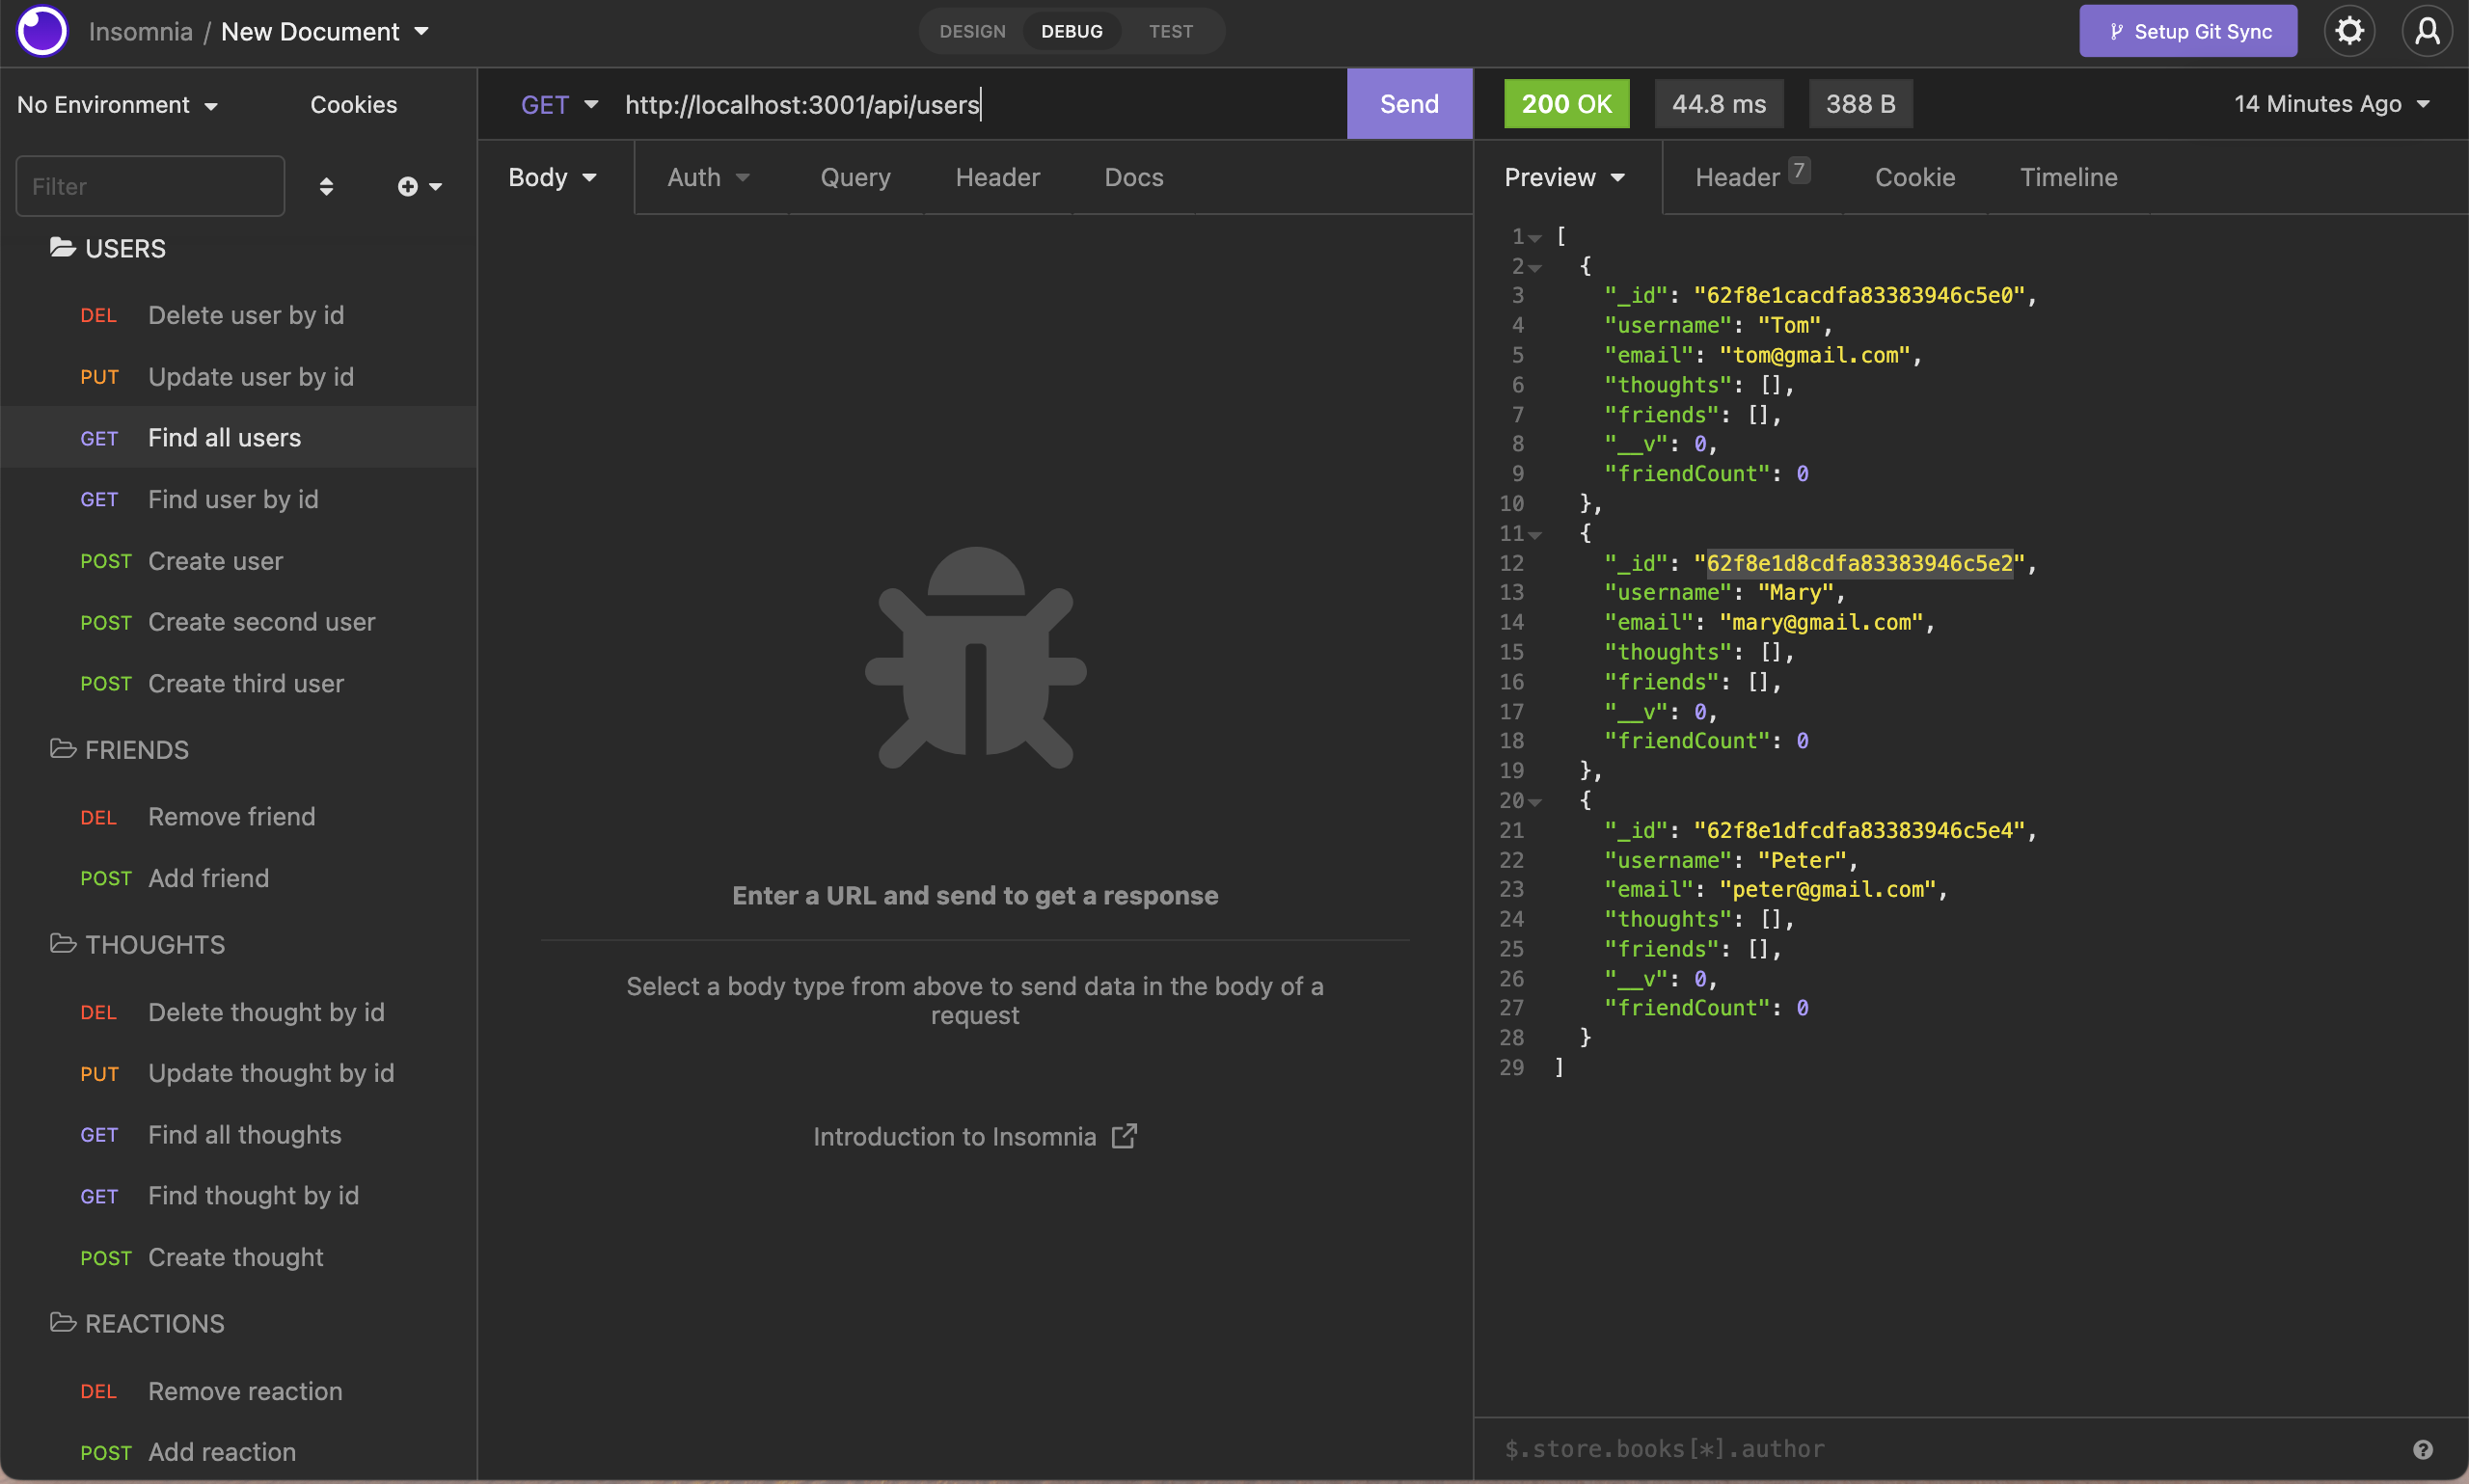 Insomnia / New Document
DESIGN DEBUG TEST
Setup Git Sync
No Environment Cookies
Filter
USERS
DEL Delete user by id
PUT Update user by id
GET Find all users
GET Find user by id
POST Create user
POST Create second user
POST Create third user
FRIENDS
DEL Remove friend
POST Add friend
THOUGHTS
DEL Delete thought by id
PUT Update thought by id
GET Find all thoughts
GET Find thought by id
POST Create thought
REACTIONS
DEL Remove reaction
POST Add reaction
GET http://localhost:3001/api/users Send
Body Auth Query Header Docs
Enter a URL and send to get a response
Select a body type from above to send data in the body of a
request
Introduction to Insomnia
200 OK 44.8 ms 388 B 14 Minutes Ago
Preview Header 7 Cookie Timeline
1 [
2 {
3 "_id": "62f8e1cacdfa83383946c5e0",
4 "username": "Tom",
5 "email": "tom@gmail.com",
6 "thoughts": [],
7 "friends": [],
8 "__v": 0,
9 "friendCount": 0
10 },
11 {
12 "_id": "62f8e1d8cdfa83383946c5e2",
13 "username": "Mary",
14 "email": "mary@gmail.com",
15 "thoughts": [],
16 "friends": [],
17 "__v": 0,
18 "friendCount": 0
19 },
20 {
21 "_id": "62f8e1dfcdfa83383946c5e4",
22 "username": "Peter",
23 "email": "peter@gmail.com",
24 "thoughts": [],
25 "friends": [],
26 "__v": 0,
27 "friendCount": 0
28 }
29 ]
$.store.books[*].author